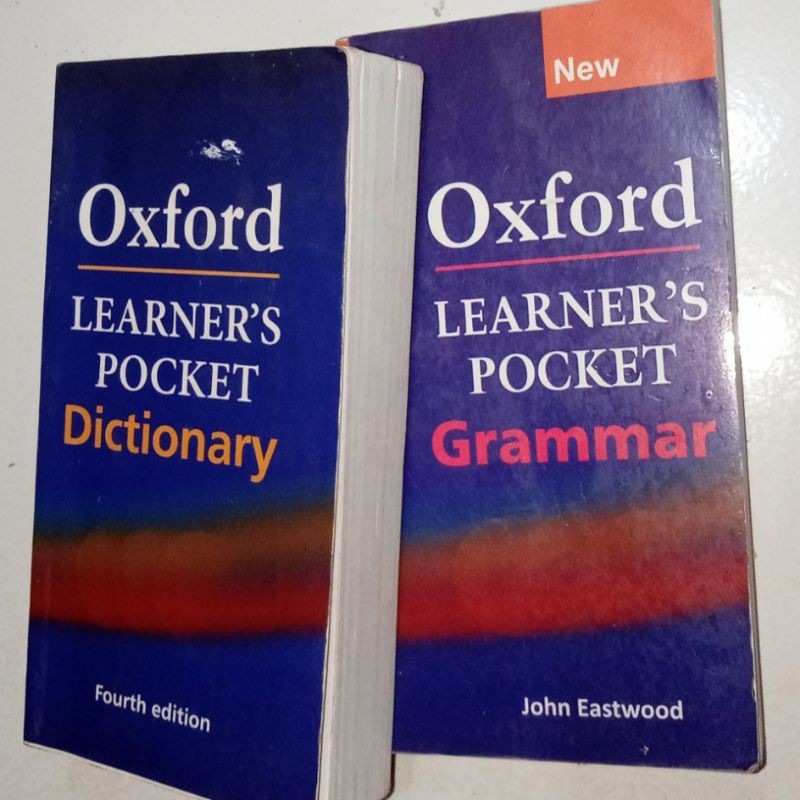 Oxford
LEARNER'S
POCKET
Dictionary
Fourth edition
New
Oxford
LEARNER'S
POCKET
Grammar
John Eastwood